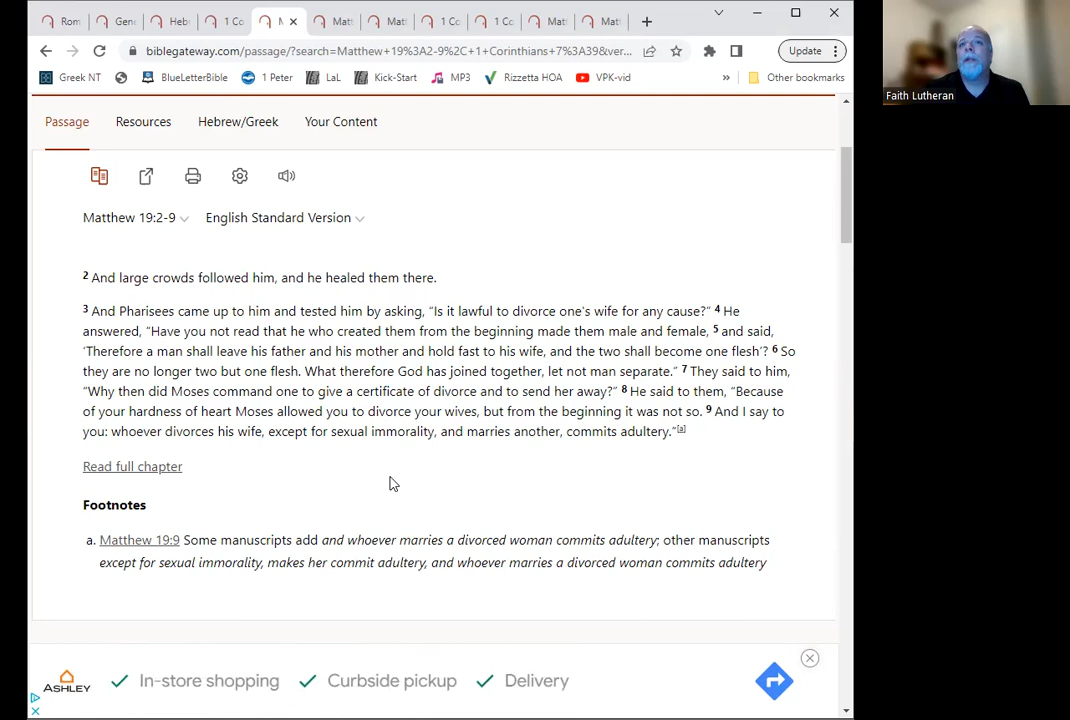 Rom
Gen
Heb
1 Co
M
Matt
Matt
1 Co
1 Co
Matt
Matt
biblegateway.com/passage/?search=Matthew+19%3A2-9%2C+1+Corinthians+7%3A39&ver...
Update
Greek NT
BlueLetterBible
1 Peter
LaL
Kick-Start
MP3
Rizzetta HOA
VPK-vid
»
Other bookmarks
Faith Lutheran
Passage
Resources
Hebrew/Greek
Your Content
Matthew 19:2-9
English Standard Version
2 And large crowds followed him, and he healed them there.
3 And Pharisees came up to him and tested him by asking, “Is it lawful to divorce one’s wife for any cause?” 4 He
answered, “Have you not read that he who created them from the beginning made them male and female, 5 and said,
‘Therefore a man shall leave his father and his mother and hold fast to his wife, and the two shall become one flesh’? 6 So
they are no longer two but one flesh. What therefore God has joined together, let not man separate.” 7 They said to him,
“Why then did Moses command one to give a certificate of divorce and to send her away?” 8 He said to them, “Because
of your hardness of heart Moses allowed you to divorce your wives, but from the beginning it was not so. 9 And I say to
you: whoever divorces his wife, except for sexual immorality, and marries another, commits adultery.”[a]
Read full chapter
Footnotes
a. Matthew 19:9 Some manuscripts add and whoever marries a divorced woman commits adultery; other manuscripts
except for sexual immorality, makes her commit adultery, and whoever marries a divorced woman commits adultery
ASHLEY
In-store shopping
Curbside pickup
Delivery